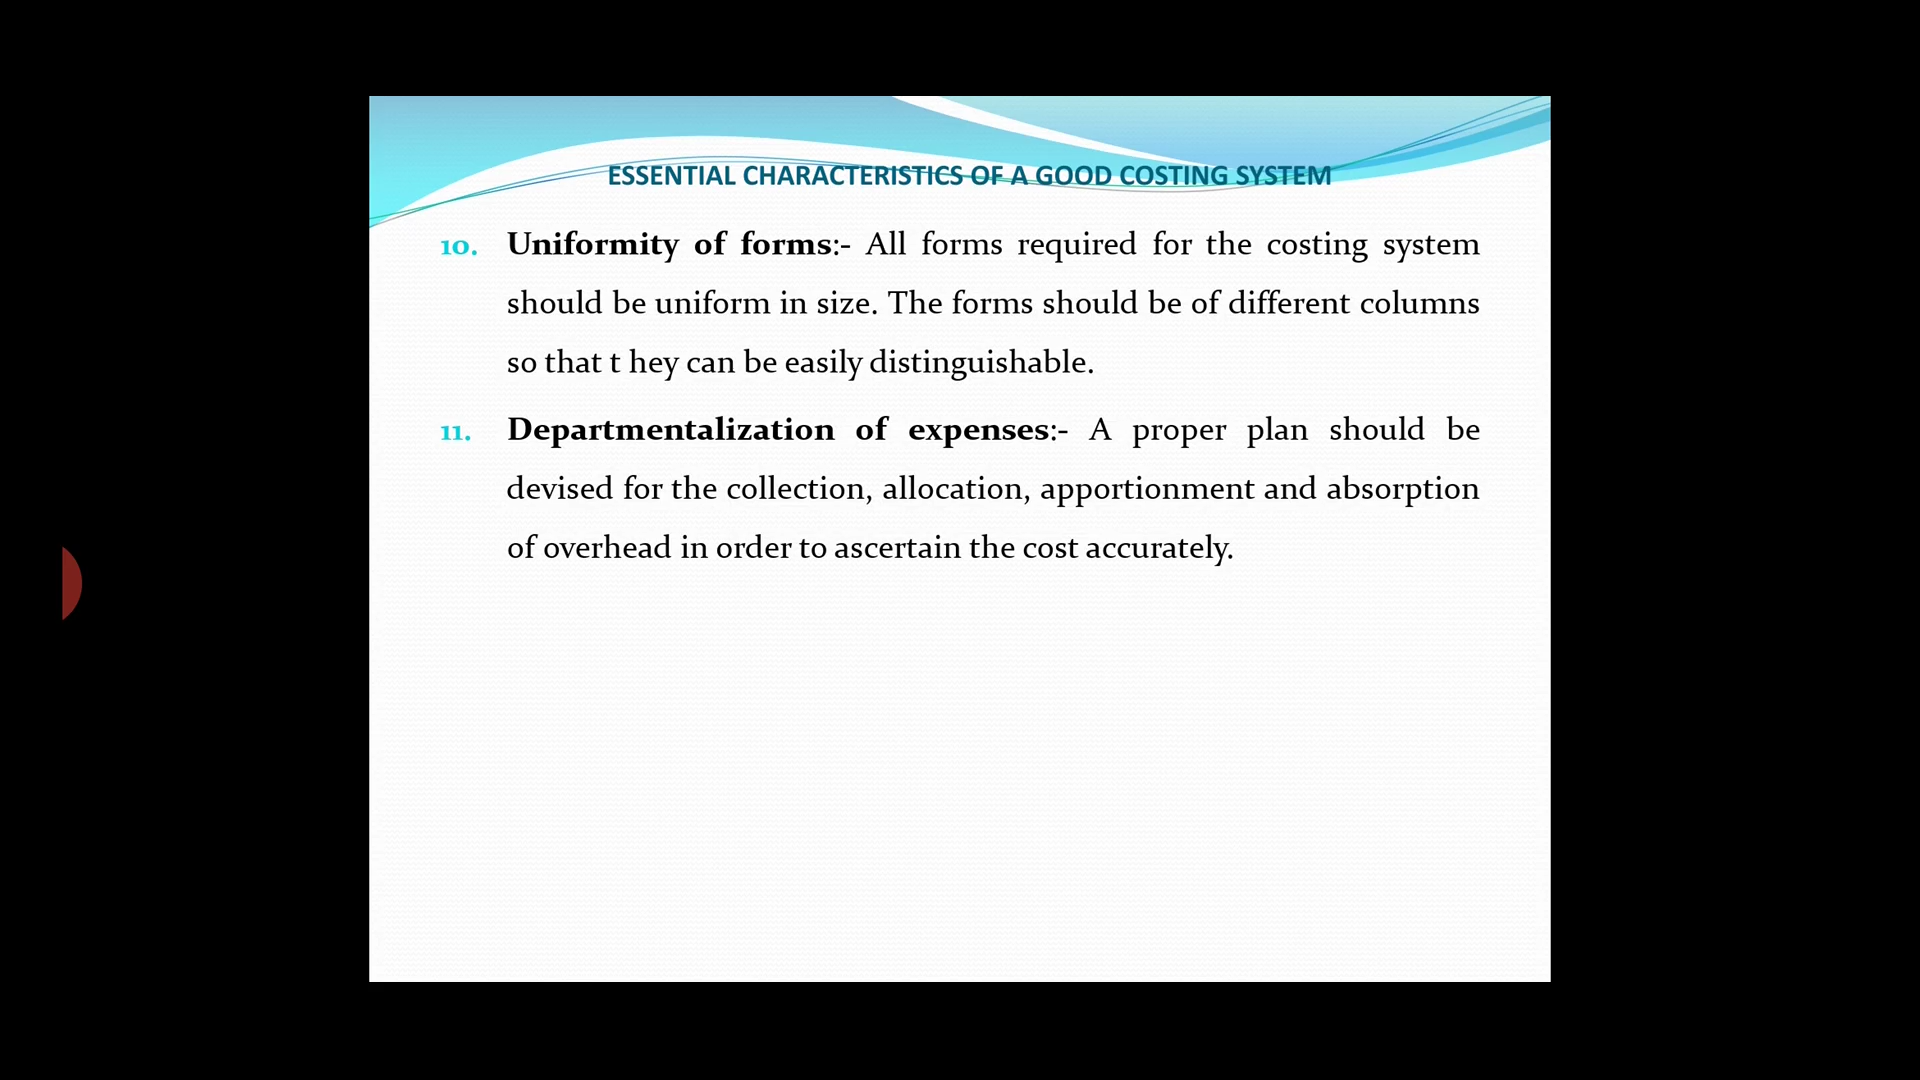 ESSENTIAL CHARACTERISTICS OF A GOOD COSTING SYSTEM
10. Uniformity of forms:- All forms required for the costing system
should be uniform in size. The forms should be of different columns
so that t hey can be easily distinguishable.
11. Departmentalization of expenses:- A proper plan should be
devised for the collection, allocation, apportionment and absorption
of overhead in order to ascertain the cost accurately.